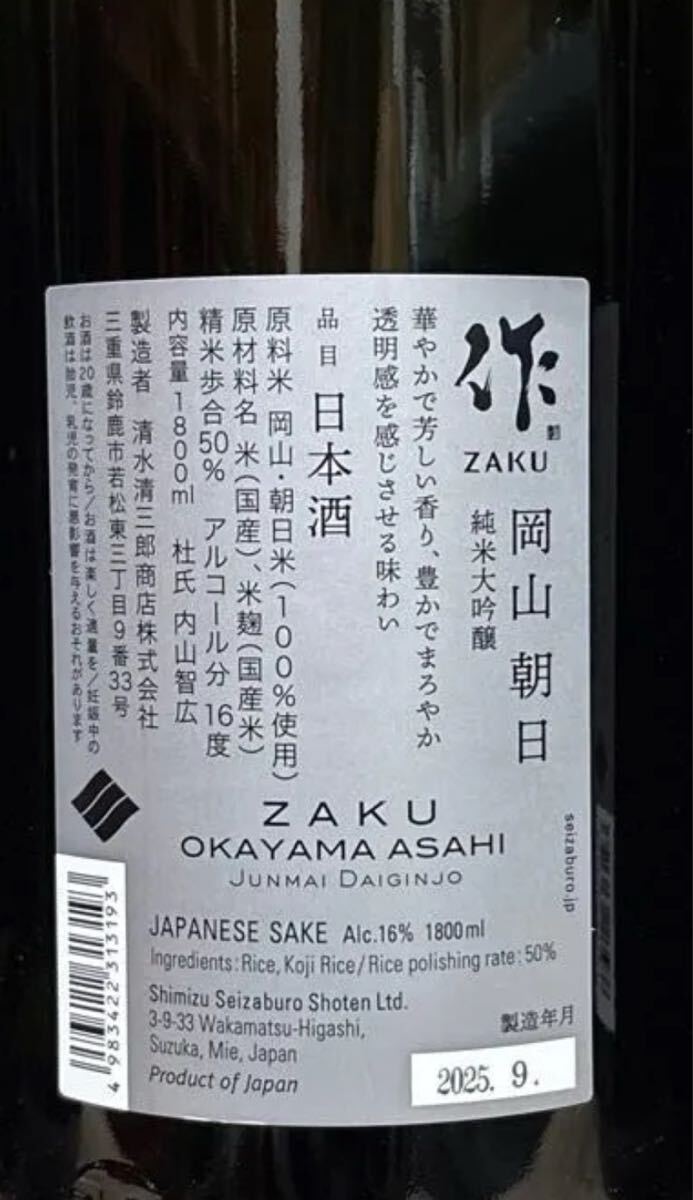 作
ZAKU
岡山 朝日
純米大吟醸
華やかで芳しい香り、豊かでまろやか
透明感を感じさせる味わい
品目 日本酒
原料米 岡山・朝日米(100%使用)
原材料名 米(国産)、米麹(国産米)
精米歩合50% アルコール分 16度
内容量 1800ml 杜氏 内山智広
製造者 清水清三郎商店株式会社
三重県鈴鹿市若松東三丁目9番33号
お酒は20歳になってから/お酒は楽しく適量を/妊娠中の
飲酒は胎児、乳児の発育に悪影響を与えるおそれがあります
seizaburo.jp
ZAKU
OKAYAMA ASAHI
JUNMAI DAIGINJO
JAPANESE SAKE Alc.16% 1800ml
Ingredients: Rice, Koji Rice/Rice polishing rate: 50%
Shimizu Seizaburo Shoten Ltd.
3-9-33 Wakamatsu-Higashi,
Suzuka, Mie, Japan
Product of Japan
製造年月
2025. 9.
4983422313193